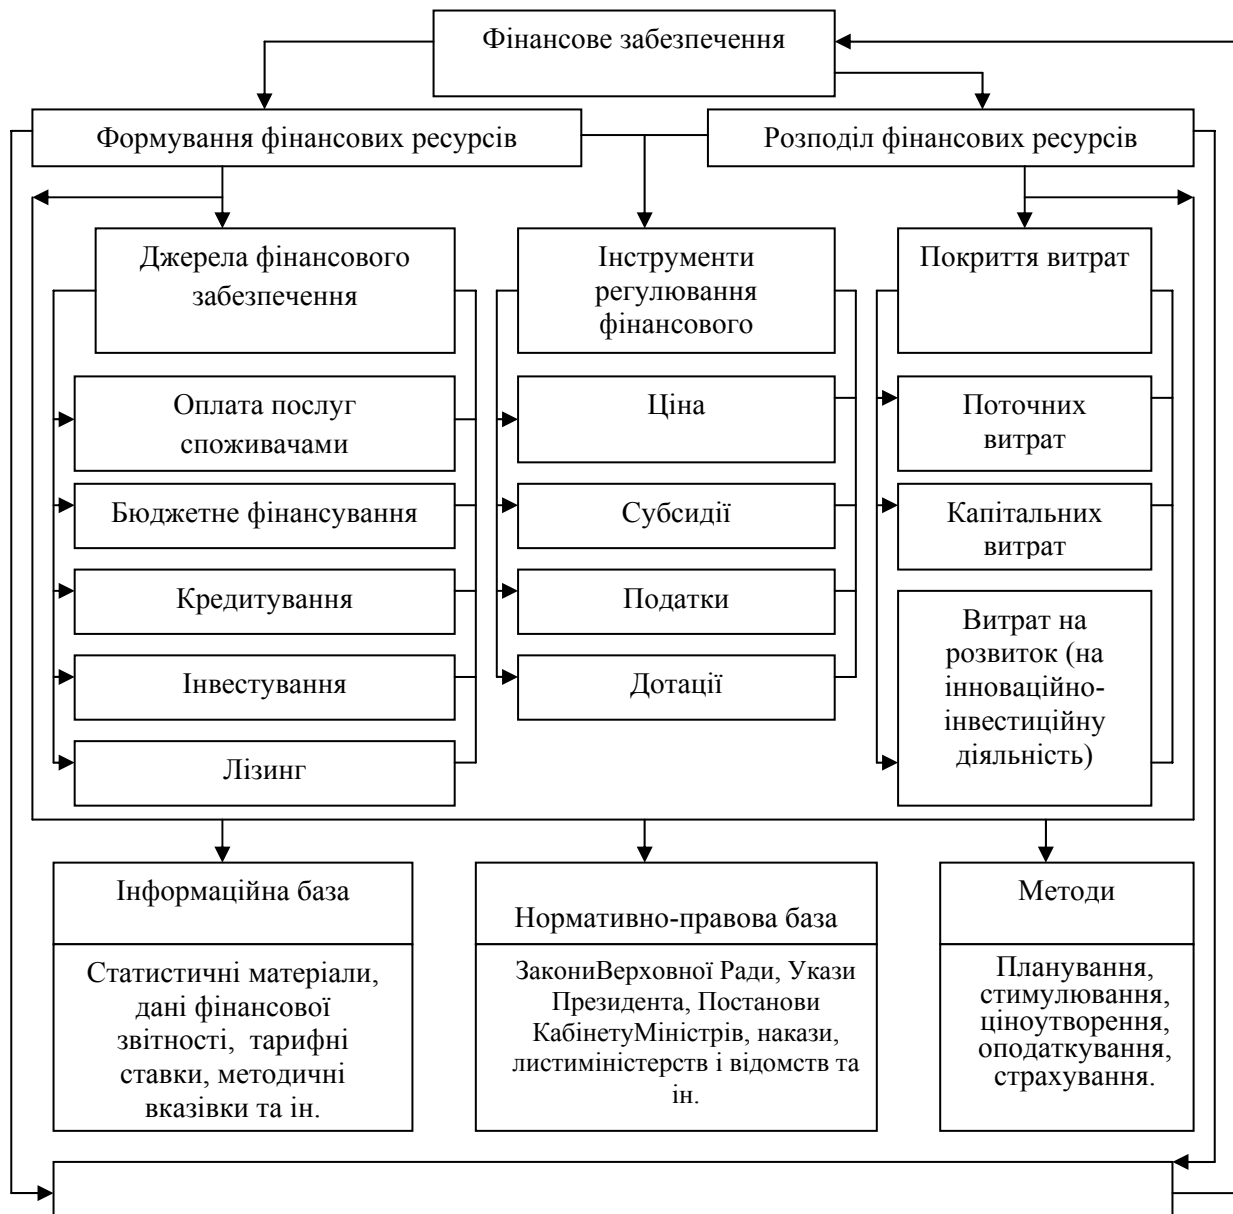 Фінансове забезпечення
Формування фінансових ресурсів
Розподіл фінансових ресурсів
Джерела фінансового
забезпечення
Інструменти
регулювання
фінансового
Покриття витрат
Оплата послуг
споживачами
Ціна
Поточних
витрат
Бюджетне фінансування
Субсидії
Капітальних
витрат
Кредитування
Податки
Витрат на
розвиток (на
інноваційно-
інвестиційну
діяльність)
Інвестування
Дотації
Лізинг
Інформаційна база
Статистичні матеріали,
дані фінансової
звітності, тарифні
ставки, методичні
вказівки та ін.
Нормативно-правова база
ЗакониВерховної Ради, Укази
Президента, Постанови
КабінетуМіністрів, накази,
листиміністерств і відомств та
ін.
Методи
Планування,
стимулювання,
ціноутворення,
оподаткування,
страхування.